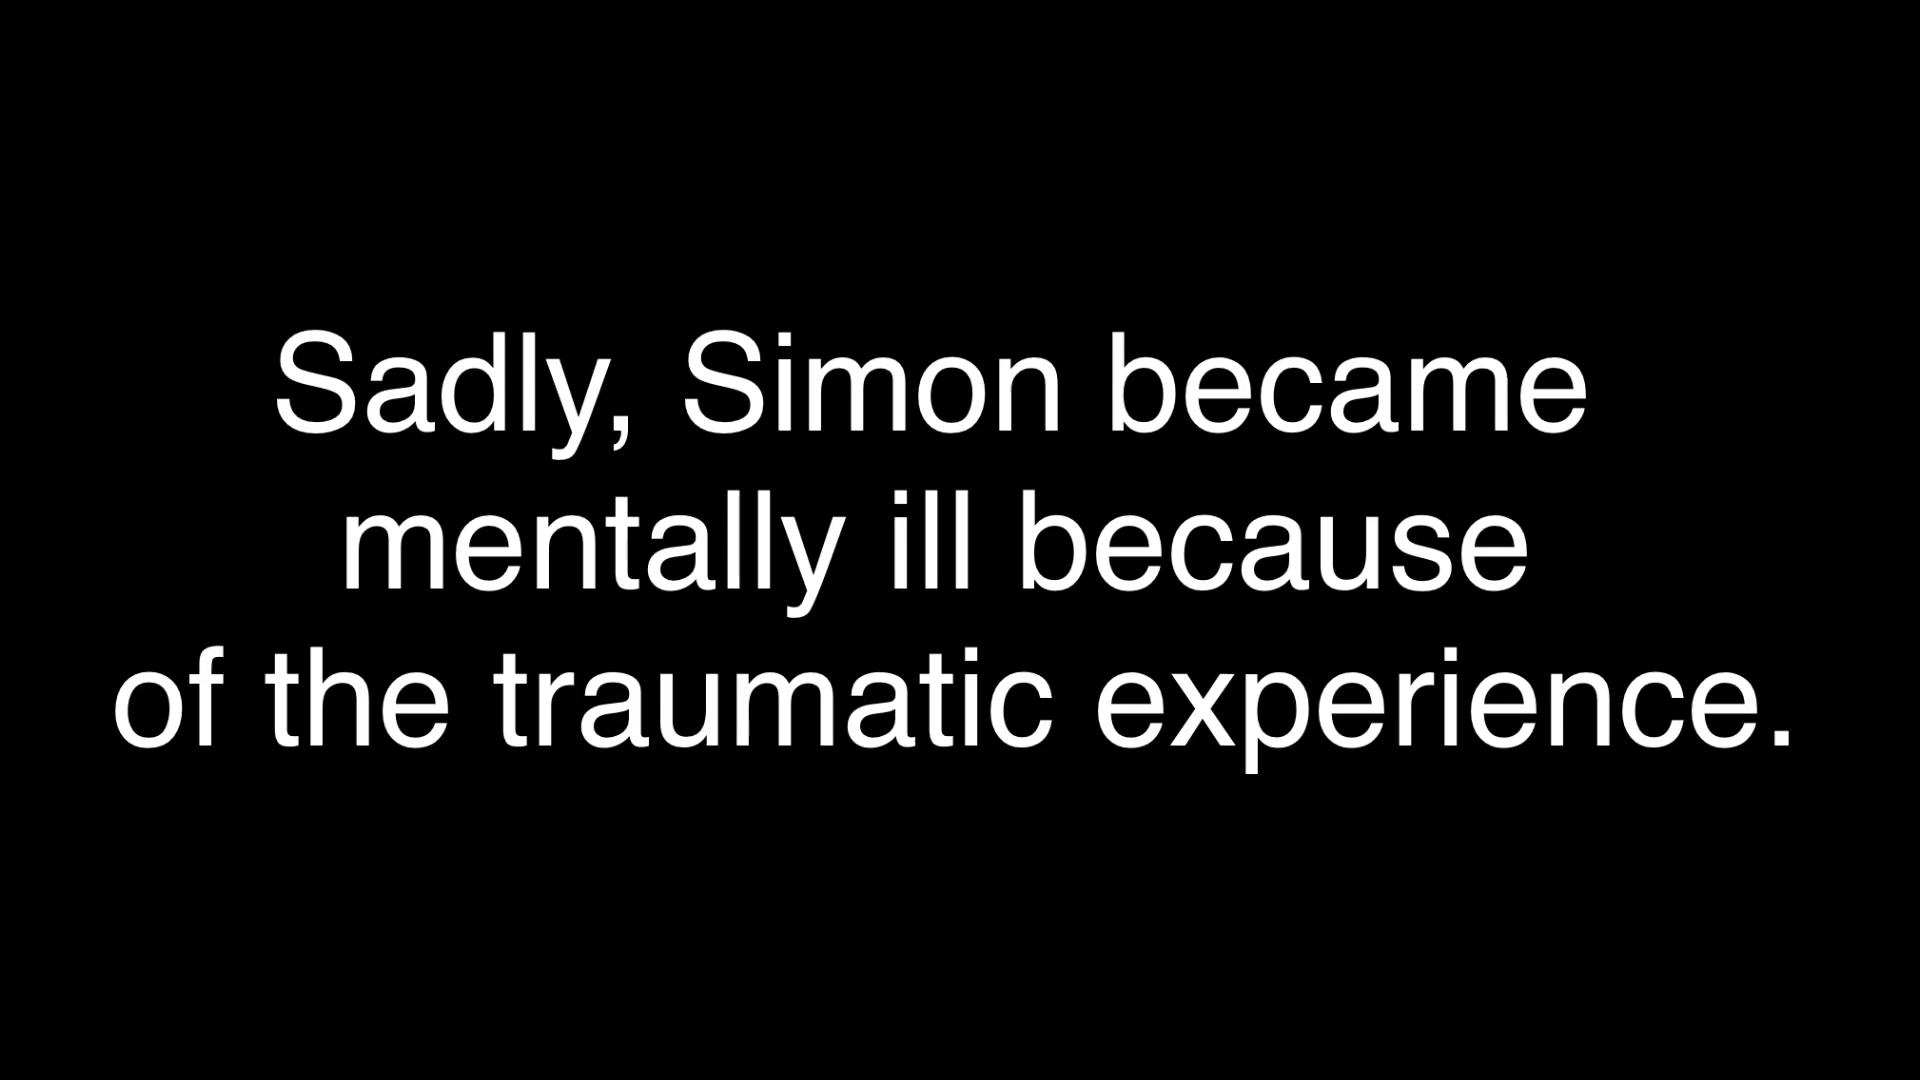 Sadly, Simon became
mentally ill because
of the traumatic experience.